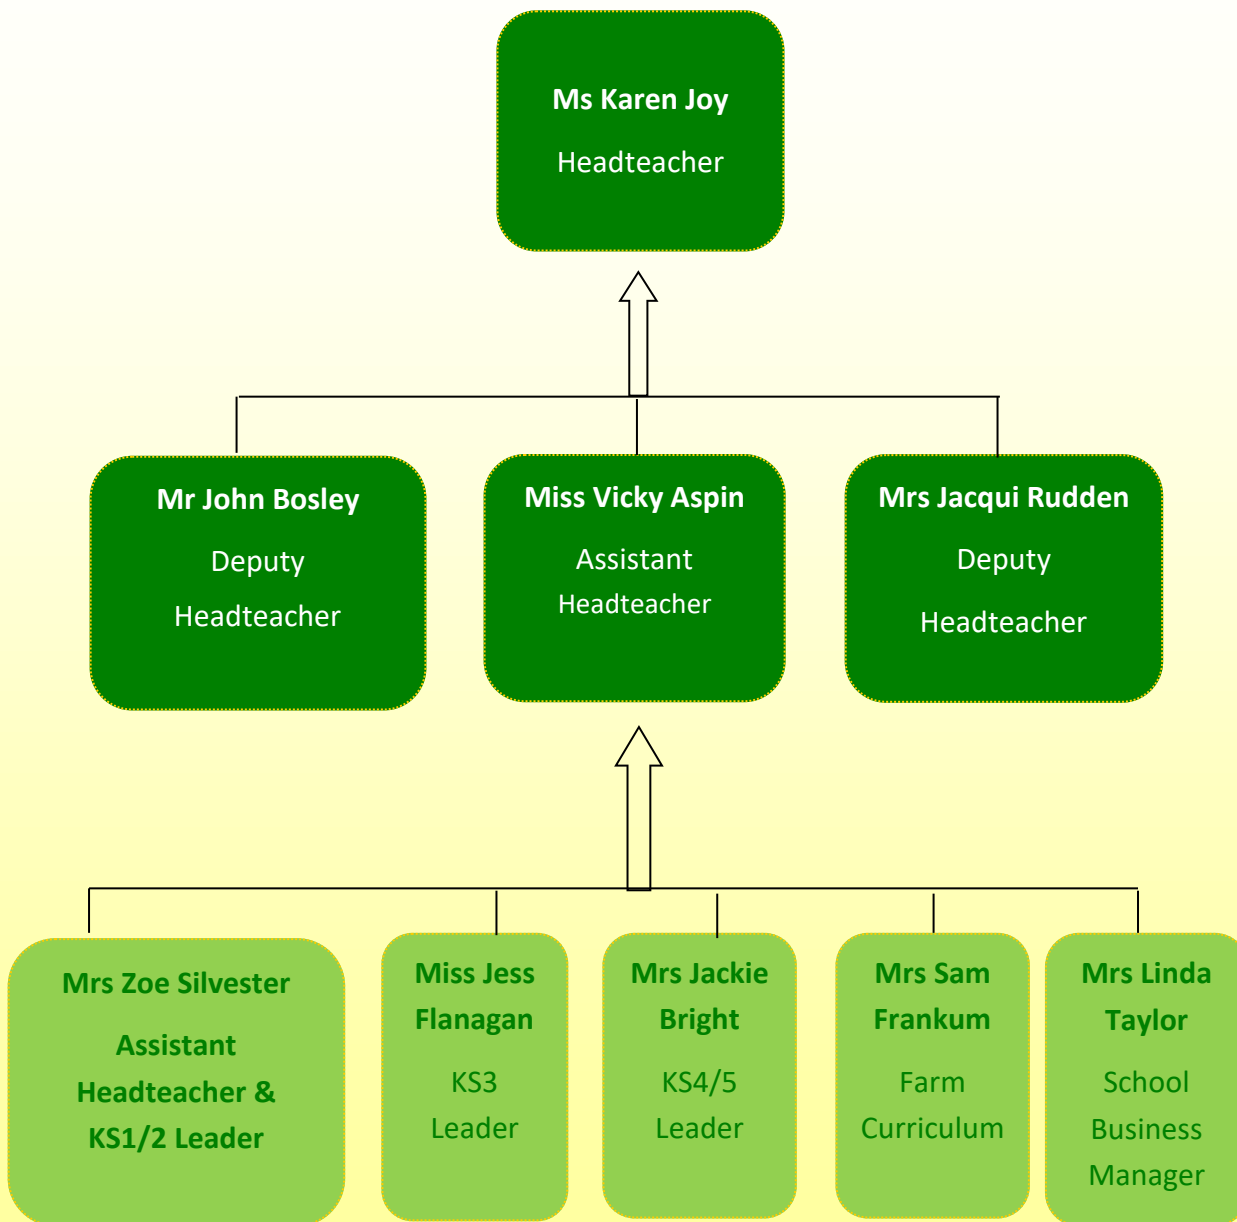 Ms Karen Joy
Headteacher
Mr John Bosley
Deputy
Headteacher
Miss Vicky Aspin
Assistant
Headteacher
Mrs Jacqui Rudden
Deputy
Headteacher
Mrs Zoe Silvester
Assistant
Headteacher &
KS1/2 Leader
Miss Jess
Flanagan
KS3
Leader
Mrs Jackie
Bright
KS4/5
Leader
Mrs Sam
Frankum
Farm
Curriculum
Mrs Linda
Taylor
School
Business
Manager